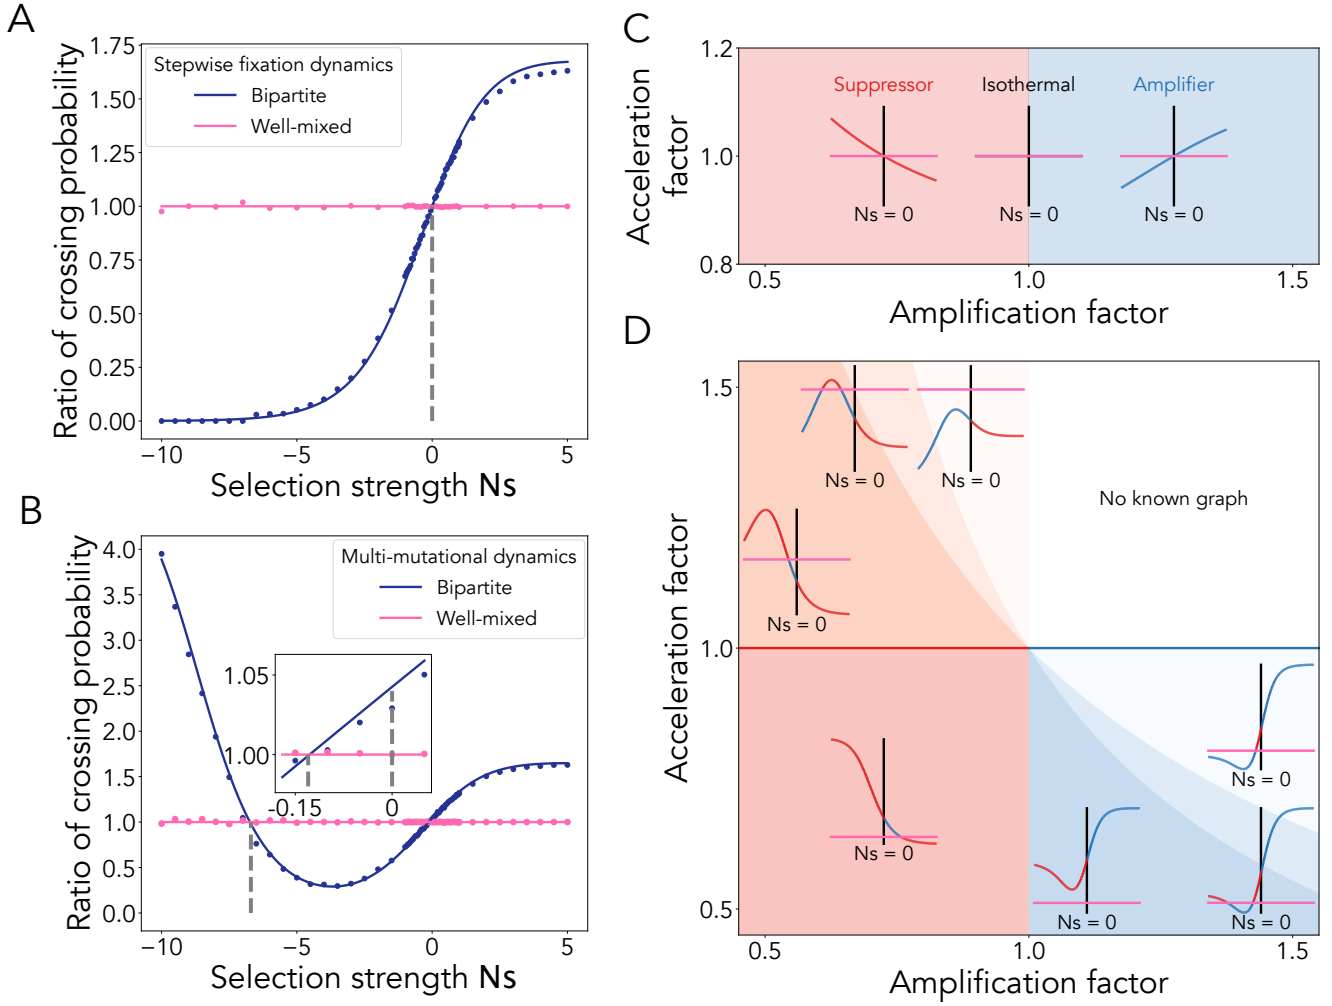 A
Ratio of crossing probability
1.75
1.50
1.25
1.00
0.75
0.50
0.25
0.00
Stepwise fixation dynamics
Bipartite
Well-mixed
−10
−5
0
5
Selection strength Ns
B
Ratio of crossing probability
4.0
3.5
3.0
2.5
2.0
1.5
1.0
0.5
0.0
Multi-mutational dynamics
Bipartite
Well-mixed
1.05
1.00
-0.15
0
−10
−5
0
5
Selection strength Ns
C
Acceleration
factor
1.2
1.0
0.8
Suppressor
Isothermal
Amplifier
Ns = 0
Ns = 0
Ns = 0
0.5
1.0
1.5
Amplification factor
D
Acceleration factor
1.5
1.0
0.5
Ns = 0
Ns = 0
No known graph
Ns = 0
Ns = 0
Ns = 0
Ns = 0
Ns = 0
0.5
1.0
1.5
Amplification factor